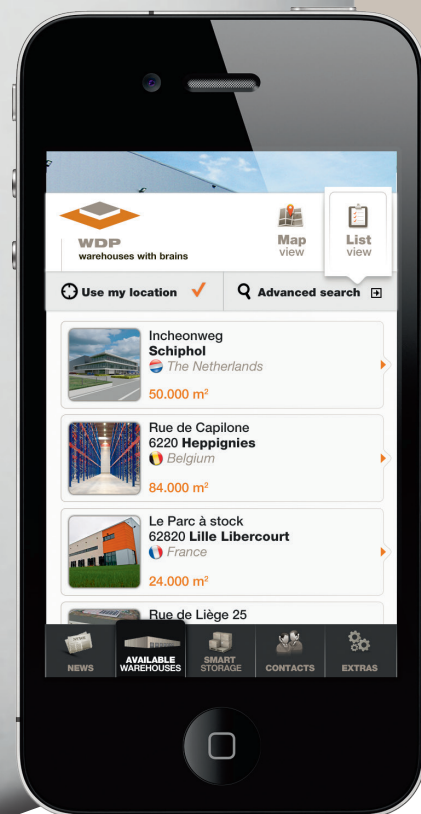 WDP
warehouses with brains
Map
view
List
view
Use my location
Advanced search
Incheonweg
Schiphol
The Netherlands
50.000 m²
Rue de Capilone
6220 Heppignies
Belgium
84.000 m²
Le Parc à stock
62820 Lille Libercourt
France
24.000 m²
Rue de Liège 25
NEWS
AVAILABLE
WAREHOUSES
SMART
STORAGE
CONTACTS
EXTRAS